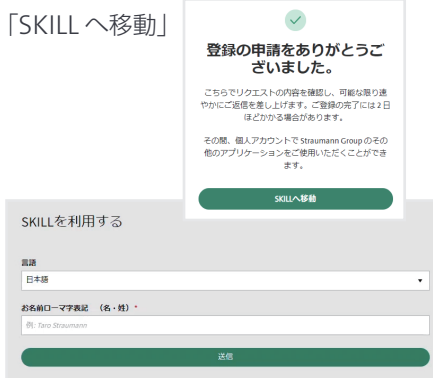 「SKILL へ移動」
登録の申請をありがとうご
ざいました。
こちらでリクエストの内容を確認し、可能な限り速
やかにご返信を差し上げます。ご登録の完了には2日
ほどかかる場合があります。
その間、個人アカウントで Straumann Group のその
他のアプリケーションをご使用いただくことができ
ます。
SKILLへ移動
SKILLを利用する
言語
日本語
お名前ローマ字表記 （名・姓）*
例: Taro Straumann
送信